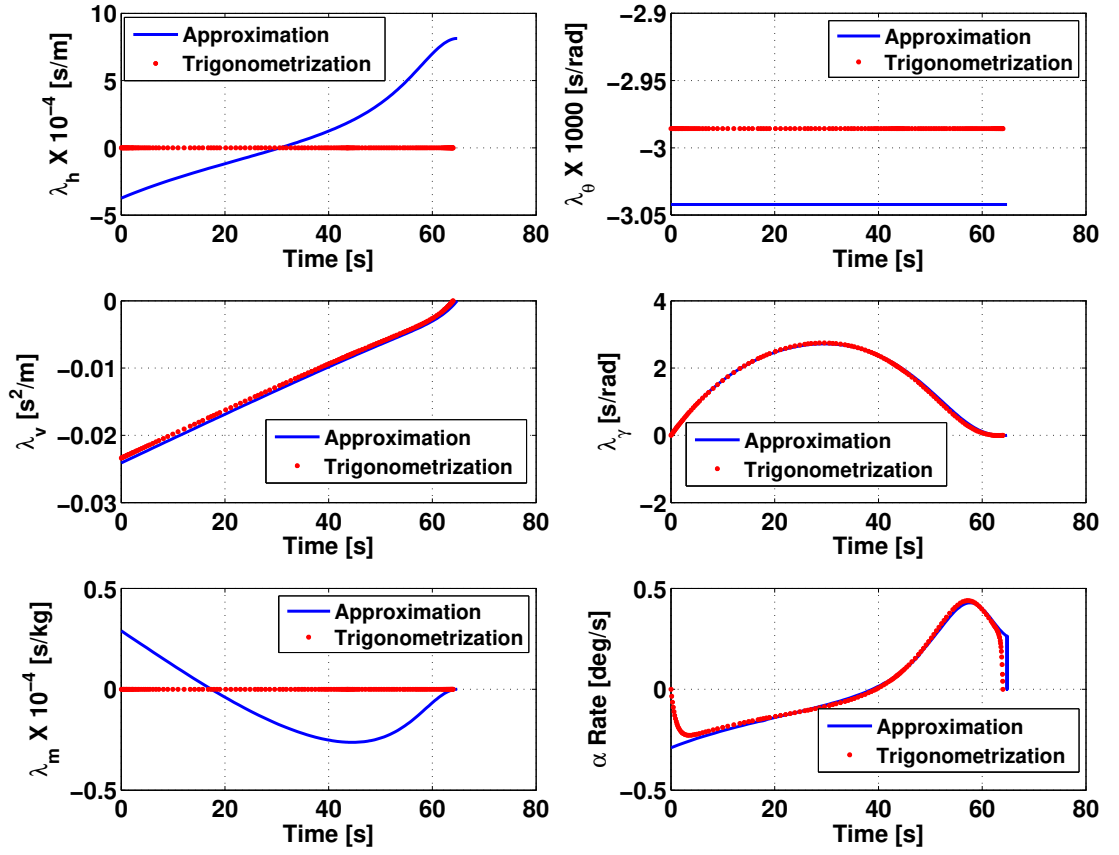 10
5
0
−5
λh X 10−4 [s/m]
Approximation
Trigonometrization
0 20 40 60 80
Time [s]
−2.9
−2.95
−3
−3.05
λθ X 1000 [s/rad]
Approximation
Trigonometrization
0 20 40 60 80
Time [s]
0
−0.01
−0.02
−0.03
λv [s2/m]
Approximation
Trigonometrization
0 20 40 60 80
Time [s]
4
2
0
−2
λγ [s/rad]
Approximation
Trigonometrization
0 20 40 60 80
Time [s]
0.5
0
−0.5
λm X 10−4 [s/kg]
Approximation
Trigonometrization
0 20 40 60 80
Time [s]
0.5
0
−0.5
α Rate [deg/s]
Approximation
Trigonometrization
0 20 40 60 80
Time [s]